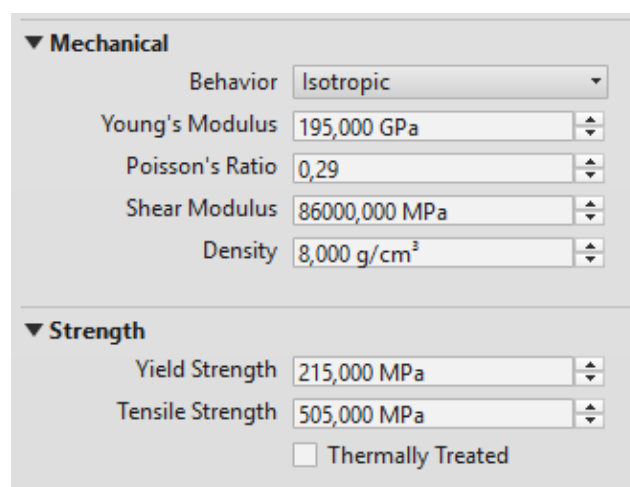 Mechanical
Behavior Isotropic
Young's Modulus 195,000 GPa
Poisson's Ratio 0,29
Shear Modulus 86000,000 MPa
Density 8,000 g/cm³
Strength
Yield Strength 215,000 MPa
Tensile Strength 505,000 MPa
Thermally Treated